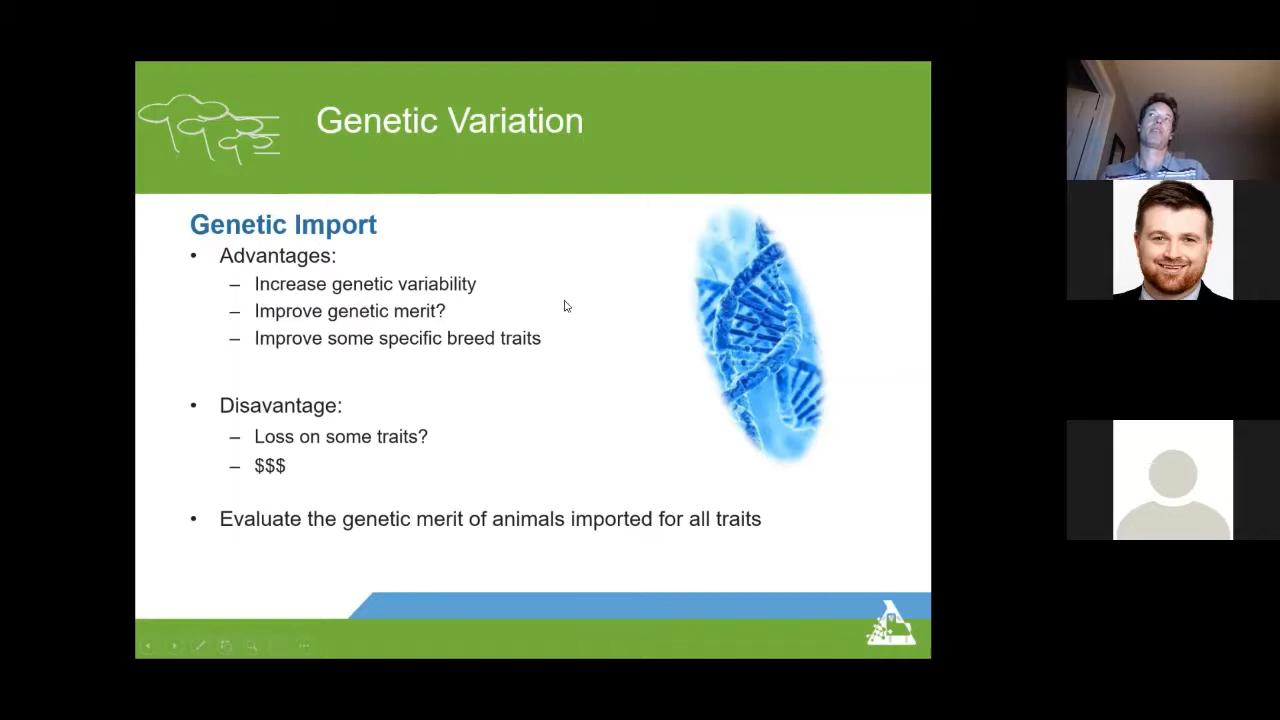 Genetic Variation
Genetic Import
• Advantages:
– Increase genetic variability
– Improve genetic merit?
– Improve some specific breed traits
• Disavantage:
– Loss on some traits?
– $$$
• Evaluate the genetic merit of animals imported for all traits